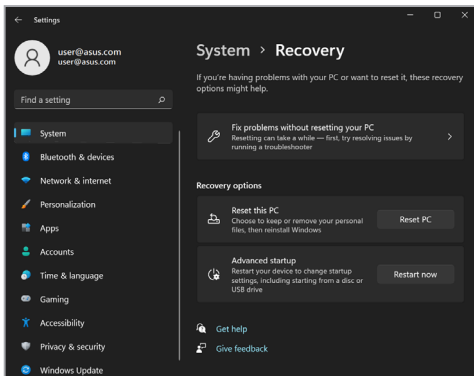 Settings
user@asus.com
user@asus.com
Find a setting
System
Bluetooth & devices
Network & internet
Personalization
Apps
Accounts
Time & language
Gaming
Accessibility
Privacy & security
Windows Update
System > Recovery
If you're having problems with your PC or want to reset it, these recovery
options might help.
Fix problems without resetting your PC
Resetting can take a while — first, try resolving issues by
running a troubleshooter
Recovery options
Reset this PC
Choose to keep or remove your personal
files, then reinstall Windows
Reset PC
Advanced startup
Restart your device to change startup
settings, including starting from a disc or
USB drive
Restart now
Get help
Give feedback